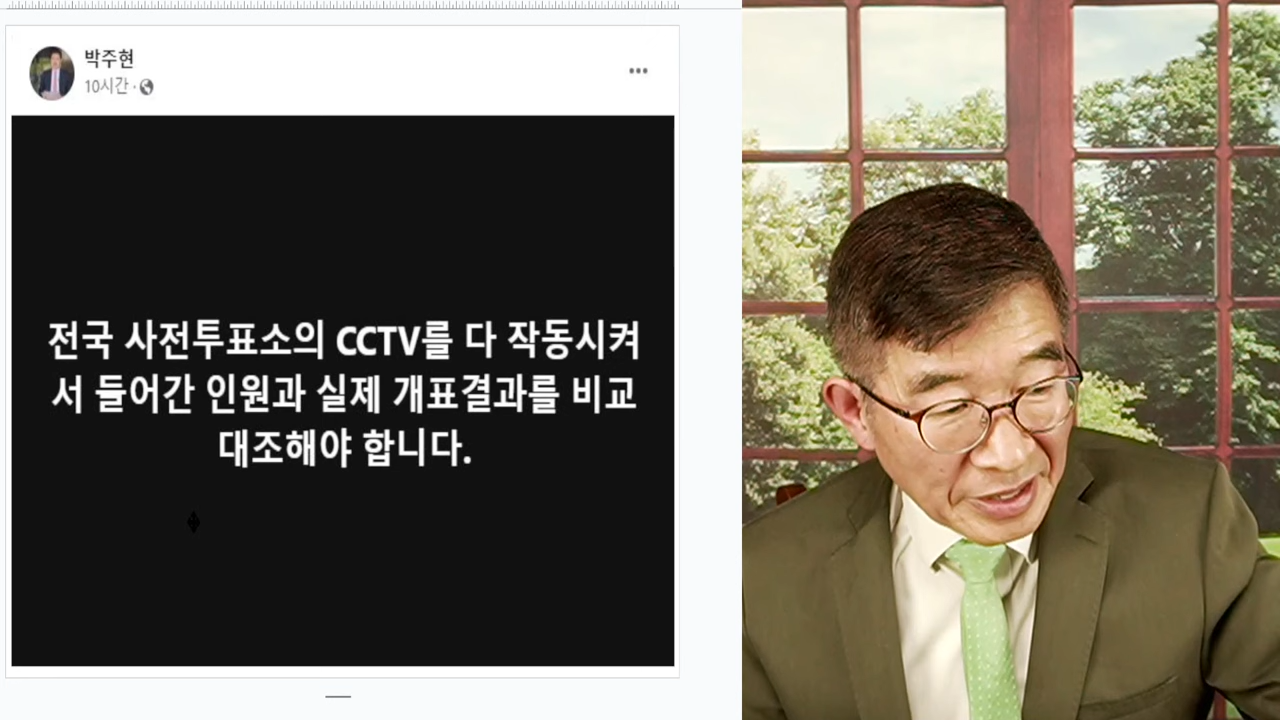 박주현
10시간 ·
전국 사전투표소의 CCTV를 다 작동시켜
서 들어간 인원과 실제 개표결과를 비교
대조해야 합니다.